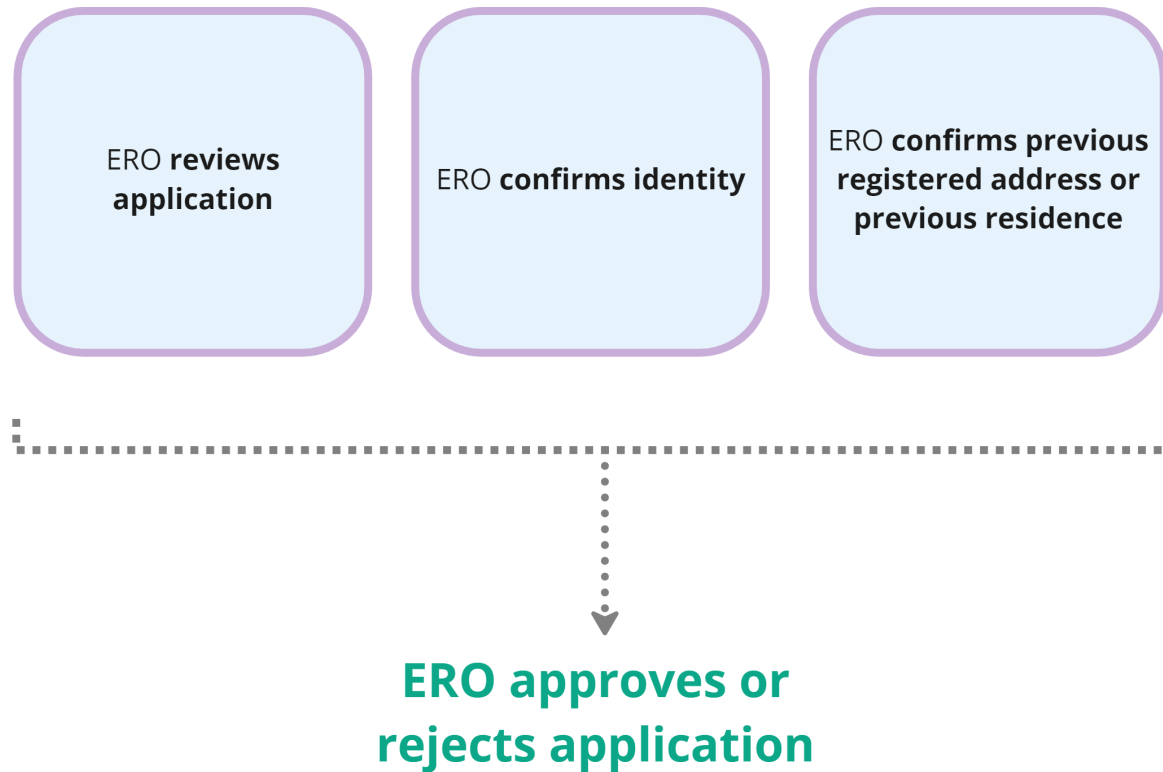 ERO reviews
application
ERO confirms identity
ERO confirms previous
registered address or
previous residence
ERO approves or
rejects application